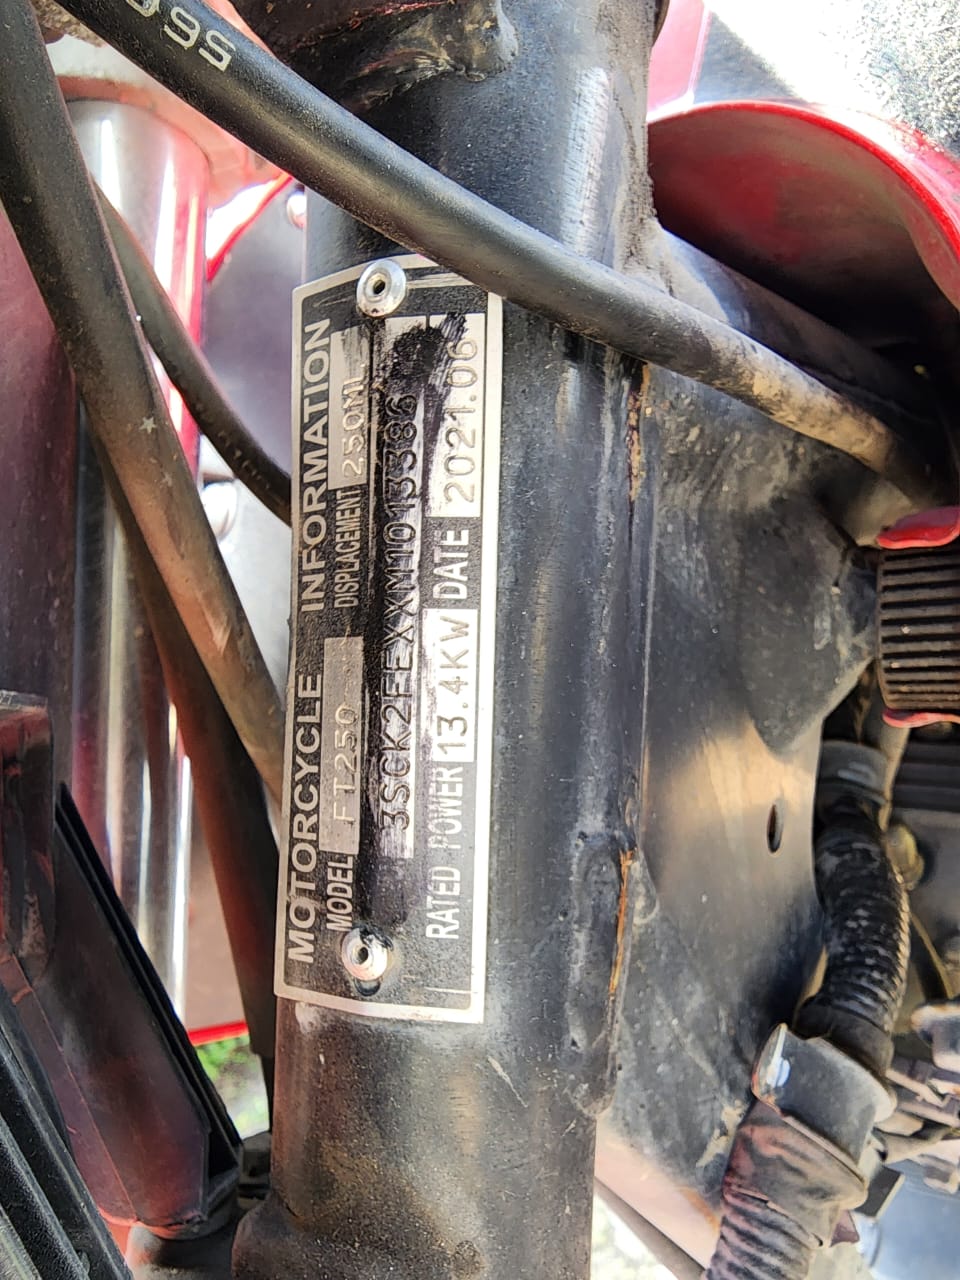 MOTORCYCLE INFORMATION
MODEL FT250 DISPLACEMENT 250ML
3SCK2FEXXM1013386
RATED POWER 13.4KW DATE 2021.06